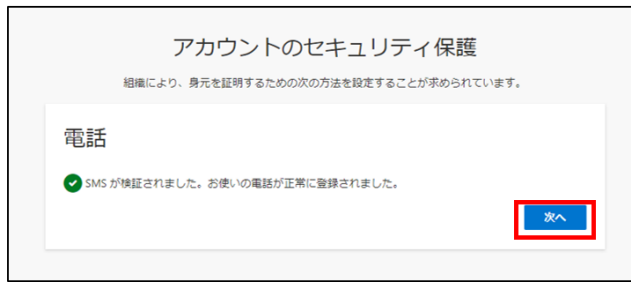 アカウントのセキュリティ保護
組織により、身元を証明するための次の方法を設定することが求められています。
電話
SMS が検証されました。お使いの電話が正常に登録されました。
次へ